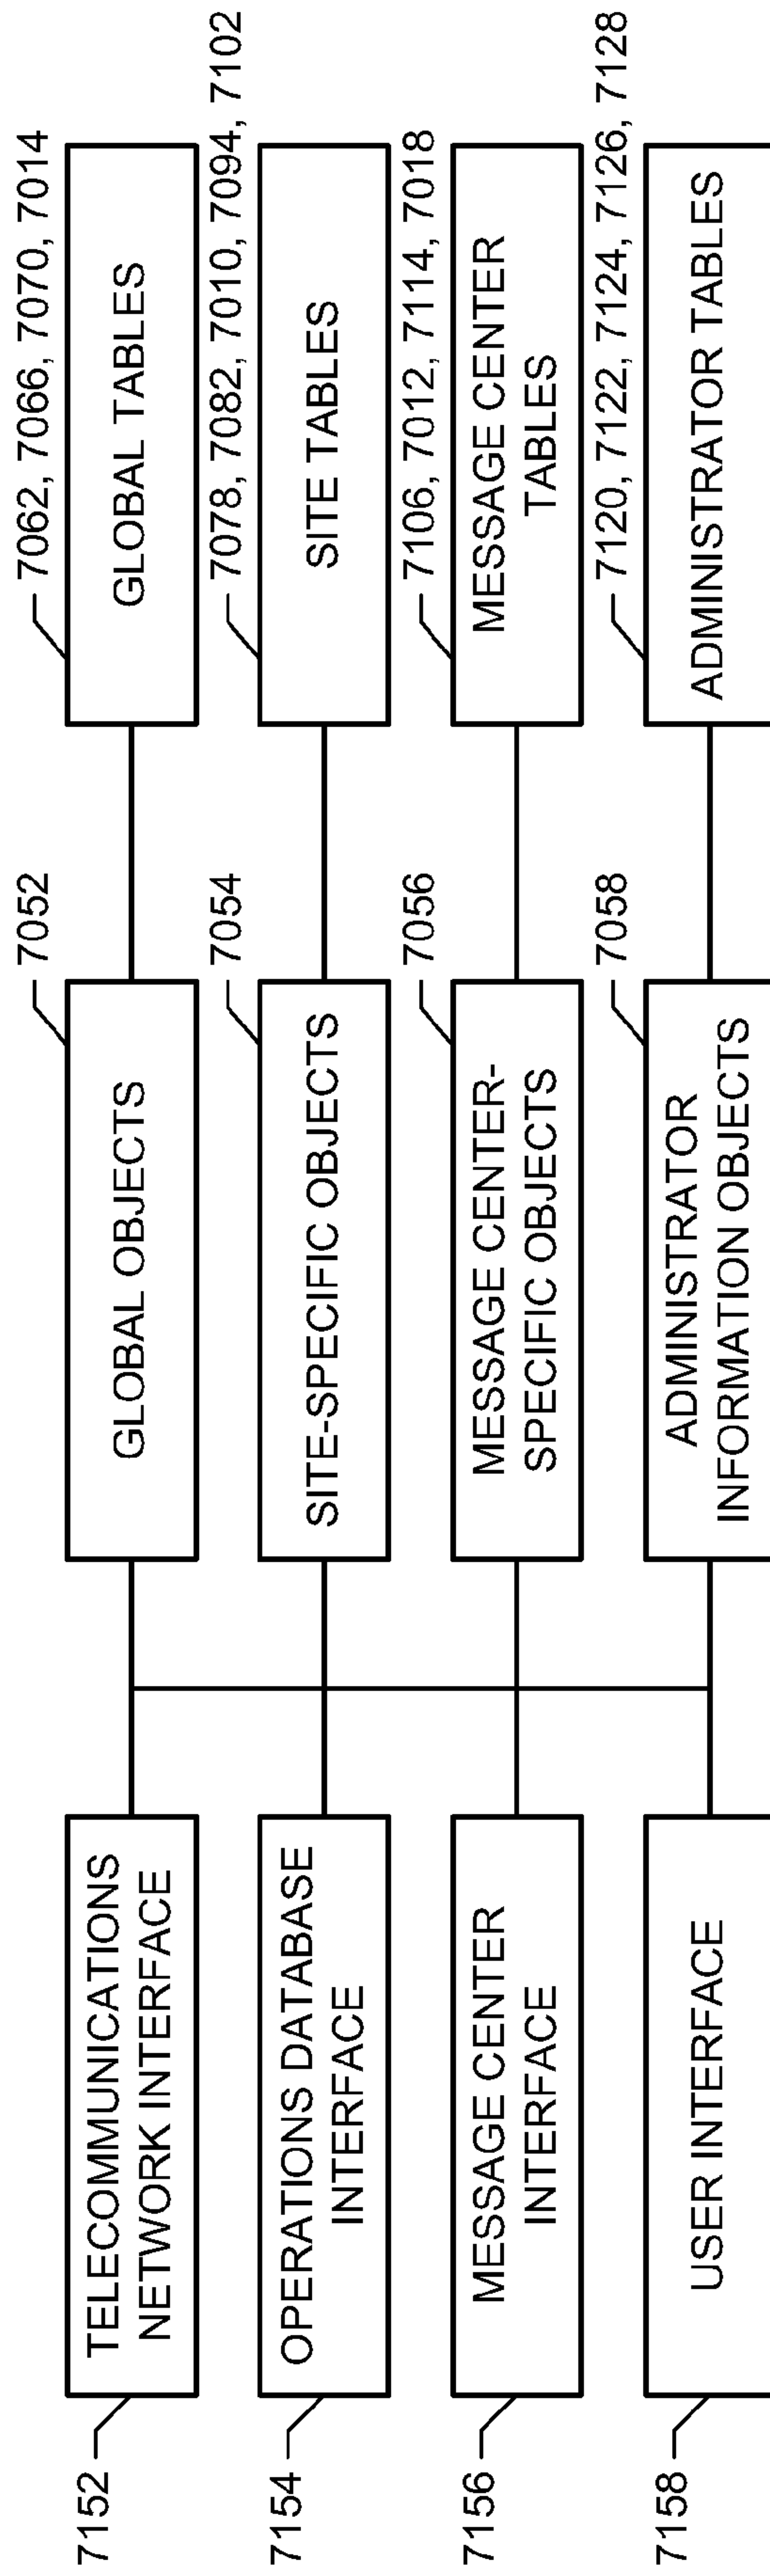 7152
TELECOMMUNICATIONS
NETWORK INTERFACE
7052
GLOBAL OBJECTS
7062, 7066, 7070, 7014
GLOBAL TABLES
7154
OPERATIONS DATABASE
INTERFACE
7054
SITE-SPECIFIC OBJECTS
7078, 7082, 7010, 7094, 7102
SITE TABLES
7156
MESSAGE CENTER
INTERFACE
7056
MESSAGE CENTER-
SPECIFIC OBJECTS
7106, 7012, 7114, 7018
MESSAGE CENTER
TABLES
7158
USER INTERFACE
7058
ADMINISTRATOR
INFORMATION OBJECTS
7120, 7122, 7124, 7126, 7128
ADMINISTRATOR TABLES